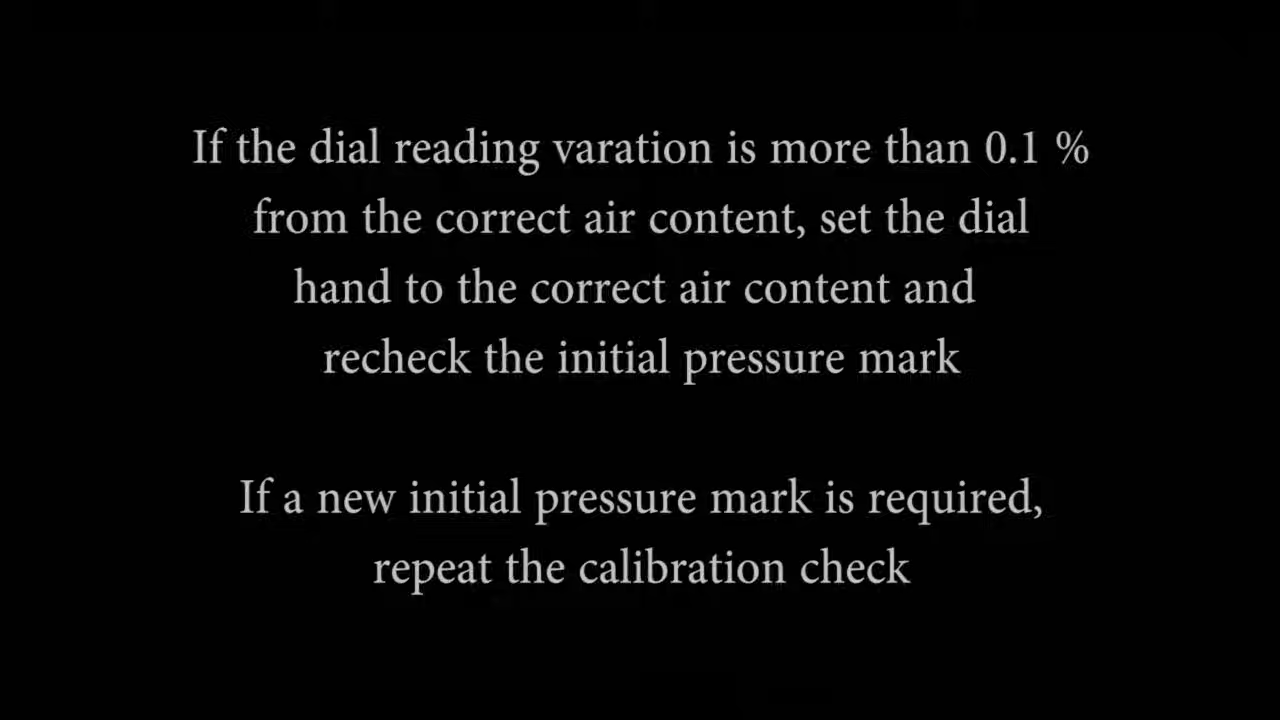 If the dial reading varation is more than 0.1 %
from the correct air content, set the dial
hand to the correct air content and
recheck the initial pressure mark
If a new initial pressure mark is required,
repeat the calibration check